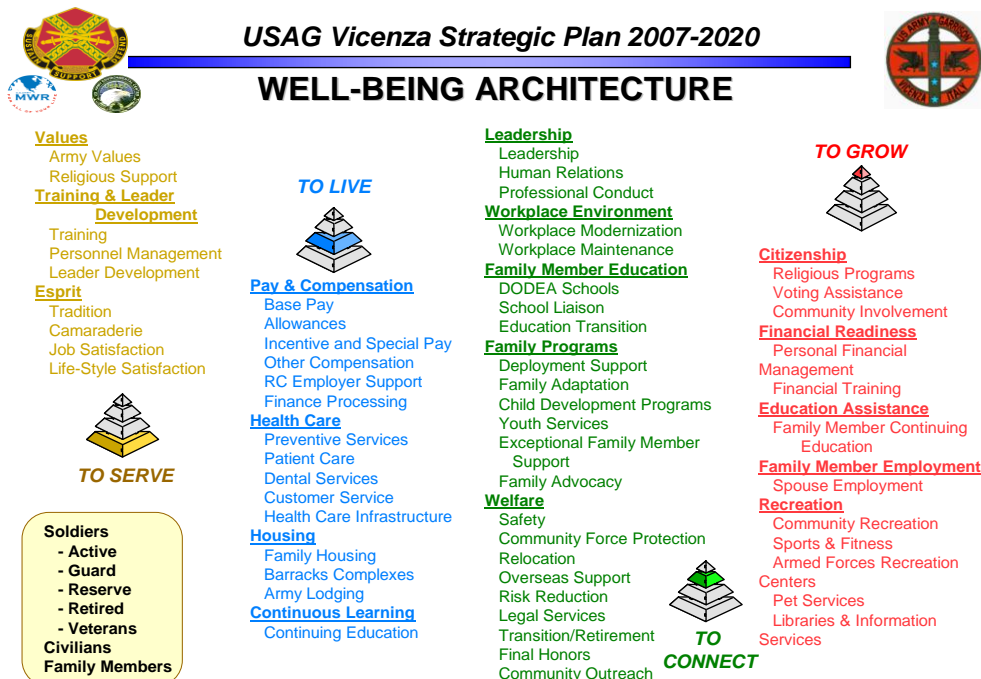 USAG Vicenza Strategic Plan 2007-2020
WELL-BEING ARCHITECTURE
SUSTAIN SUPPORT DEFEND
MWR
US ARMY GARRISON
VICENZA ITALY
Values
Army Values
Religious Support
Training & Leader
Development
Training
Personnel Management
Leader Development
Esprit
Tradition
Camaraderie
Job Satisfaction
Life-Style Satisfaction
TO SERVE
Soldiers
- Active
- Guard
- Reserve
- Retired
- Veterans
Civilians
Family Members
TO LIVE
Pay & Compensation
Base Pay
Allowances
Incentive and Special Pay
Other Compensation
RC Employer Support
Finance Processing
Health Care
Preventive Services
Patient Care
Dental Services
Customer Service
Health Care Infrastructure
Housing
Family Housing
Barracks Complexes
Army Lodging
Continuous Learning
Continuing Education
Leadership
Leadership
Human Relations
Professional Conduct
Workplace Environment
Workplace Modernization
Workplace Maintenance
Family Member Education
DODEA Schools
School Liaison
Education Transition
Family Programs
Deployment Support
Family Adaptation
Child Development Programs
Youth Services
Exceptional Family Member
Support
Family Advocacy
Welfare
Safety
Community Force Protection
Relocation
Overseas Support
Risk Reduction
Legal Services
Transition/Retirement
Final Honors
Community Outreach
TO
CONNECT
TO GROW
Citizenship
Religious Programs
Voting Assistance
Community Involvement
Financial Readiness
Personal Financial
Management
Financial Training
Education Assistance
Family Member Continuing
Education
Family Member Employment
Spouse Employment
Recreation
Community Recreation
Sports & Fitness
Armed Forces Recreation
Centers
Pet Services
Libraries & Information
Services